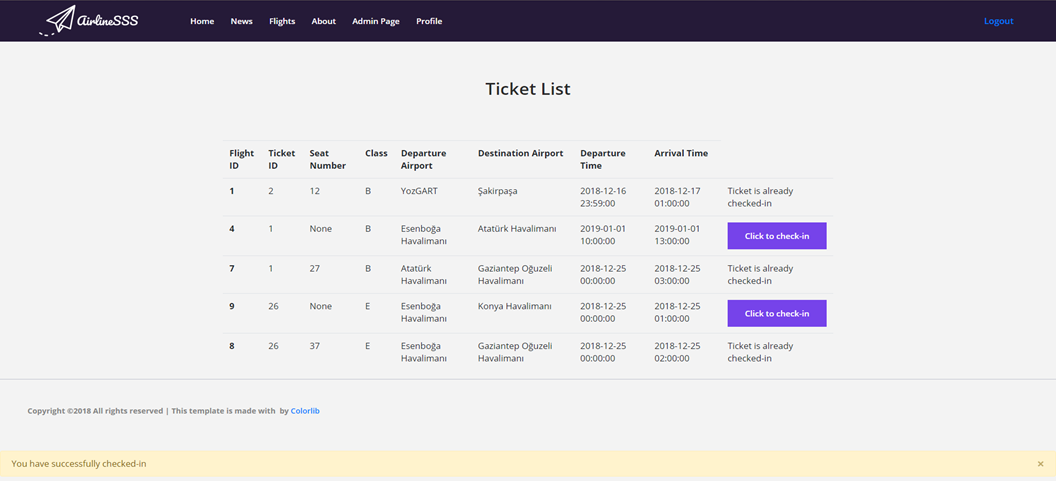 AirlineSSS Home News Flights About Admin Page Profile Logout
Ticket List
Flight ID Ticket ID Seat Number Class Departure Airport Destination Airport Departure Time Arrival Time
1 2 12 B YozGART Şakirpaşa 2018-12-16 23:59:00 2018-12-17 01:00:00 Ticket is already checked-in
4 1 None B Esenboğa Havalimanı Atatürk Havalimanı 2019-01-01 10:00:00 2019-01-01 13:00:00 Click to check-in
7 1 27 B Atatürk Havalimanı Gaziantep Oğuzeli Havalimanı 2018-12-25 00:00:00 2018-12-25 03:00:00 Ticket is already checked-in
9 26 None E Esenboğa Havalimanı Konya Havalimanı 2018-12-25 00:00:00 2018-12-25 01:00:00 Click to check-in
8 26 37 E Esenboğa Havalimanı Gaziantep Oğuzeli Havalimanı 2018-12-25 00:00:00 2018-12-25 02:00:00 Ticket is already checked-in
Copyright ©2018 All rights reserved | This template is made with by Colorlib
You have successfully checked-in ×